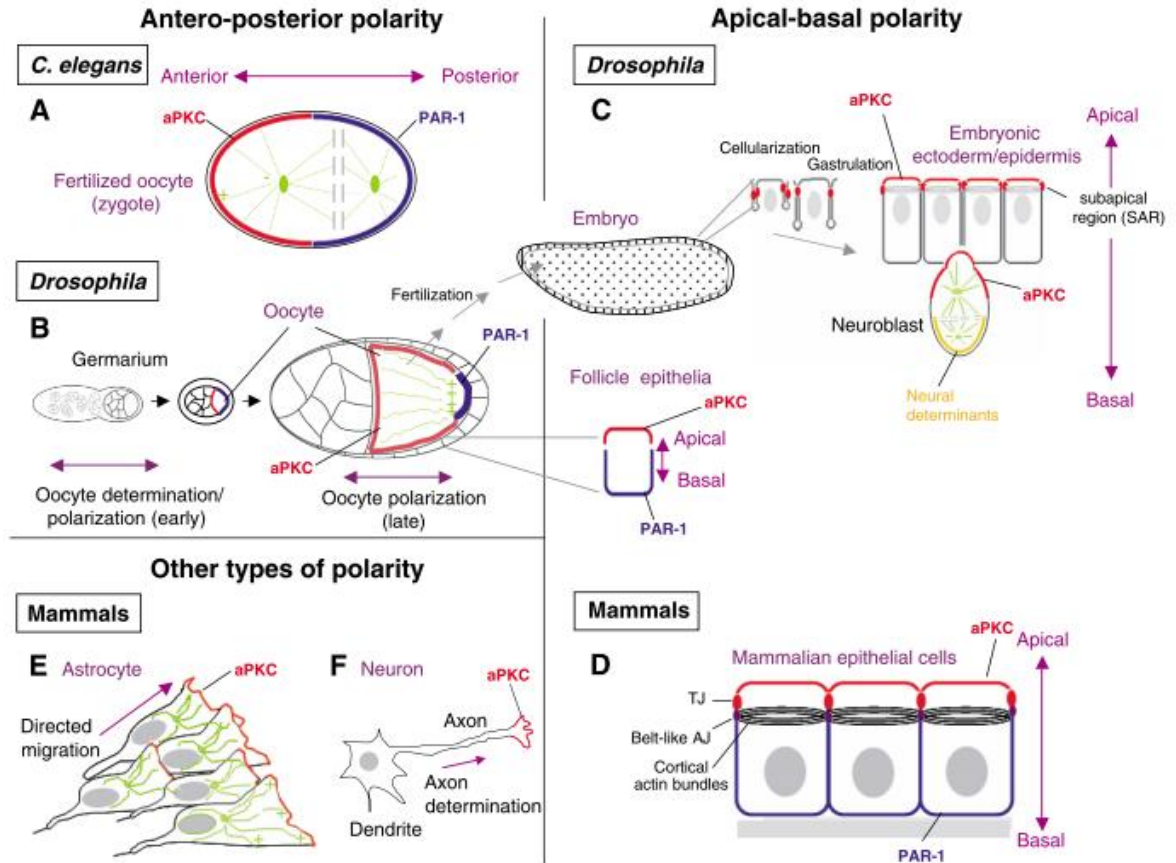 Antero-posterior polarity
C. elegans
Anterior
Posterior
A
aPKC
PAR-1
Fertilized oocyte
(zygote)
+
-
Drosophila
B
Oocyte
Fertilization
PAR-1
Germarium
+
+
+
+
aPKC
Oocyte determination/
polarization (early)
Oocyte polarization
(late)
Apical-basal polarity
Drosophila
C
aPKC
Apical
Cellularization
Gastrulation
Embryonic
ectoderm/epidermis
subapical
region (SAR)
Embryo
aPKC
Neuroblast
Neural
determinants
Basal
Follicle epithelia
aPKC
Apical
Basal
PAR-1
Other types of polarity
Mammals
E
Astrocyte
aPKC
Directed
migration
+
+
+
F
Neuron
aPKC
Axon
Axon
determination
Dendrite
Mammals
D
aPKC
Apical
Mammalian epithelial cells
TJ
Belt-like AJ
Cortical
actin bundles
PAR-1
Basal